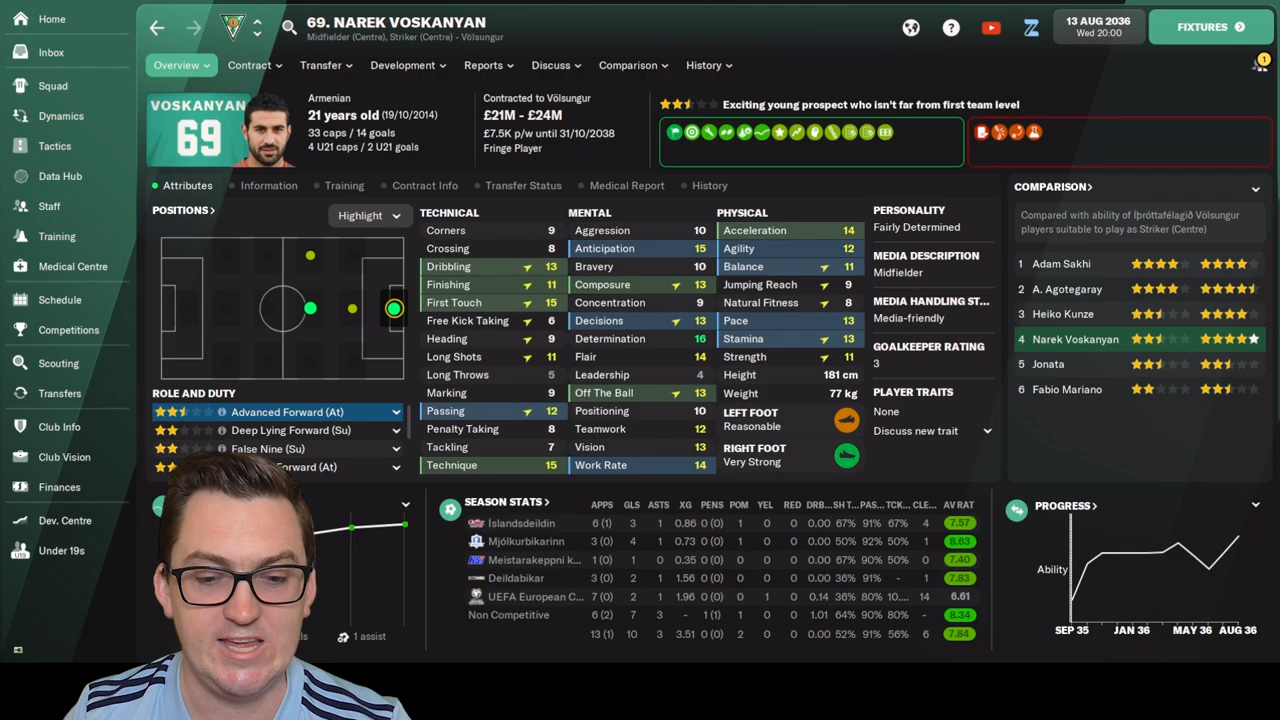 Home
Inbox
Squad
Dynamics
Tactics
Data Hub
Staff
Training
Medical Centre
Schedule
Competitions
Scouting
Transfers
Club Info
Club Vision
Finances
Dev. Centre
Under 19s
69. NAREK VOSKANYAN
Midfielder (Centre), Striker (Centre) - Völsungur
13 AUG 2036
Wed 20:00
FIXTURES
1
Overview
Contract
Transfer
Development
Reports
Discuss
Comparison
History
VOSKANYAN
69
Armenian
21 years old (19/10/2014)
33 caps / 14 goals
4 U21 caps / 2 U21 goals
Contracted to Völsungur
£21M - £24M
£7.5K p/w until 31/10/2038
Fringe Player
Exciting young prospect who isn't far from first team level
Attributes
Information
Training
Contract Info
Transfer Status
Medical Report
History
POSITIONS>
Highlight
ROLE AND DUTY
Advanced Forward (At)
Deep Lying Forward (Su)
False Nine (Su)
Forward (At)
TECHNICAL
Corners 9
Crossing 8
Dribbling 13
Finishing 11
First Touch 15
Free Kick Taking 6
Heading 9
Long Shots 11
Long Throws 5
Marking 9
Passing 12
Penalty Taking 8
Tackling 7
Technique 15
MENTAL
Aggression 10
Anticipation 15
Bravery 10
Composure 13
Concentration 9
Decisions 13
Determination 16
Flair 14
Leadership 4
Off The Ball 13
Positioning 10
Teamwork 12
Vision 13
Work Rate 14
PHYSICAL
Acceleration 14
Agility 12
Balance 11
Jumping Reach 9
Natural Fitness 8
Pace 13
Stamina 13
Strength 11
Height 181 cm
Weight 77 kg
LEFT FOOT
Reasonable
RIGHT FOOT
Very Strong
PERSONALITY
Fairly Determined
MEDIA DESCRIPTION
Midfielder
MEDIA HANDLING ST...
Media-friendly
GOALKEEPER RATING
3
PLAYER TRAITS
None
Discuss new trait
COMPARISON>
Compared with ability of Íþróttafélagið Völsungur
players suitable to play as Striker (Centre)
1 Adam Sakhi
2 A. Agotegaray
3 Heiko Kunze
4 Narek Voskanyan
5 Jonata
6 Fabio Mariano
1 assist
SEASON STATS> APPS GLS ASTS XG PENS POM YEL RED DRB... SH T... PAS... TCK... CLE... AV RAT
Íslandsdeildin 6 (1) 3 1 0.86 0 (0) 1 0 0 0.00 67% 91% 67% 4 7.57
Mjólkurbikarinn 3 (0) 4 1 0.73 0 (0) 1 0 0 0.00 50% 92% 50% 1 8.63
Meistarakeppni k... 1 (0) 1 0 0.35 0 (0) 0 0 0 0.00 67% 90% 50% 0 7.40
Deildabikar 3 (0) 2 1 1.56 0 (0) 0 0 0 0.00 36% 91% - 1 7.83
UEFA European C... 7 (0) 2 1 1.96 0 (0) 0 1 0 0.14 36% 80% 10.... 14 6.61
Non Competitive 6 (2) 7 3 - 1 (1) 1 0 0 1.01 64% 90% 80% - 8.34
13 (1) 10 3 3.51 0 (0) 2 0 0 0.00 52% 91% 56% 6 7.84
PROGRESS>
Ability
SEP 35 JAN 36 MAY 36 AUG 36